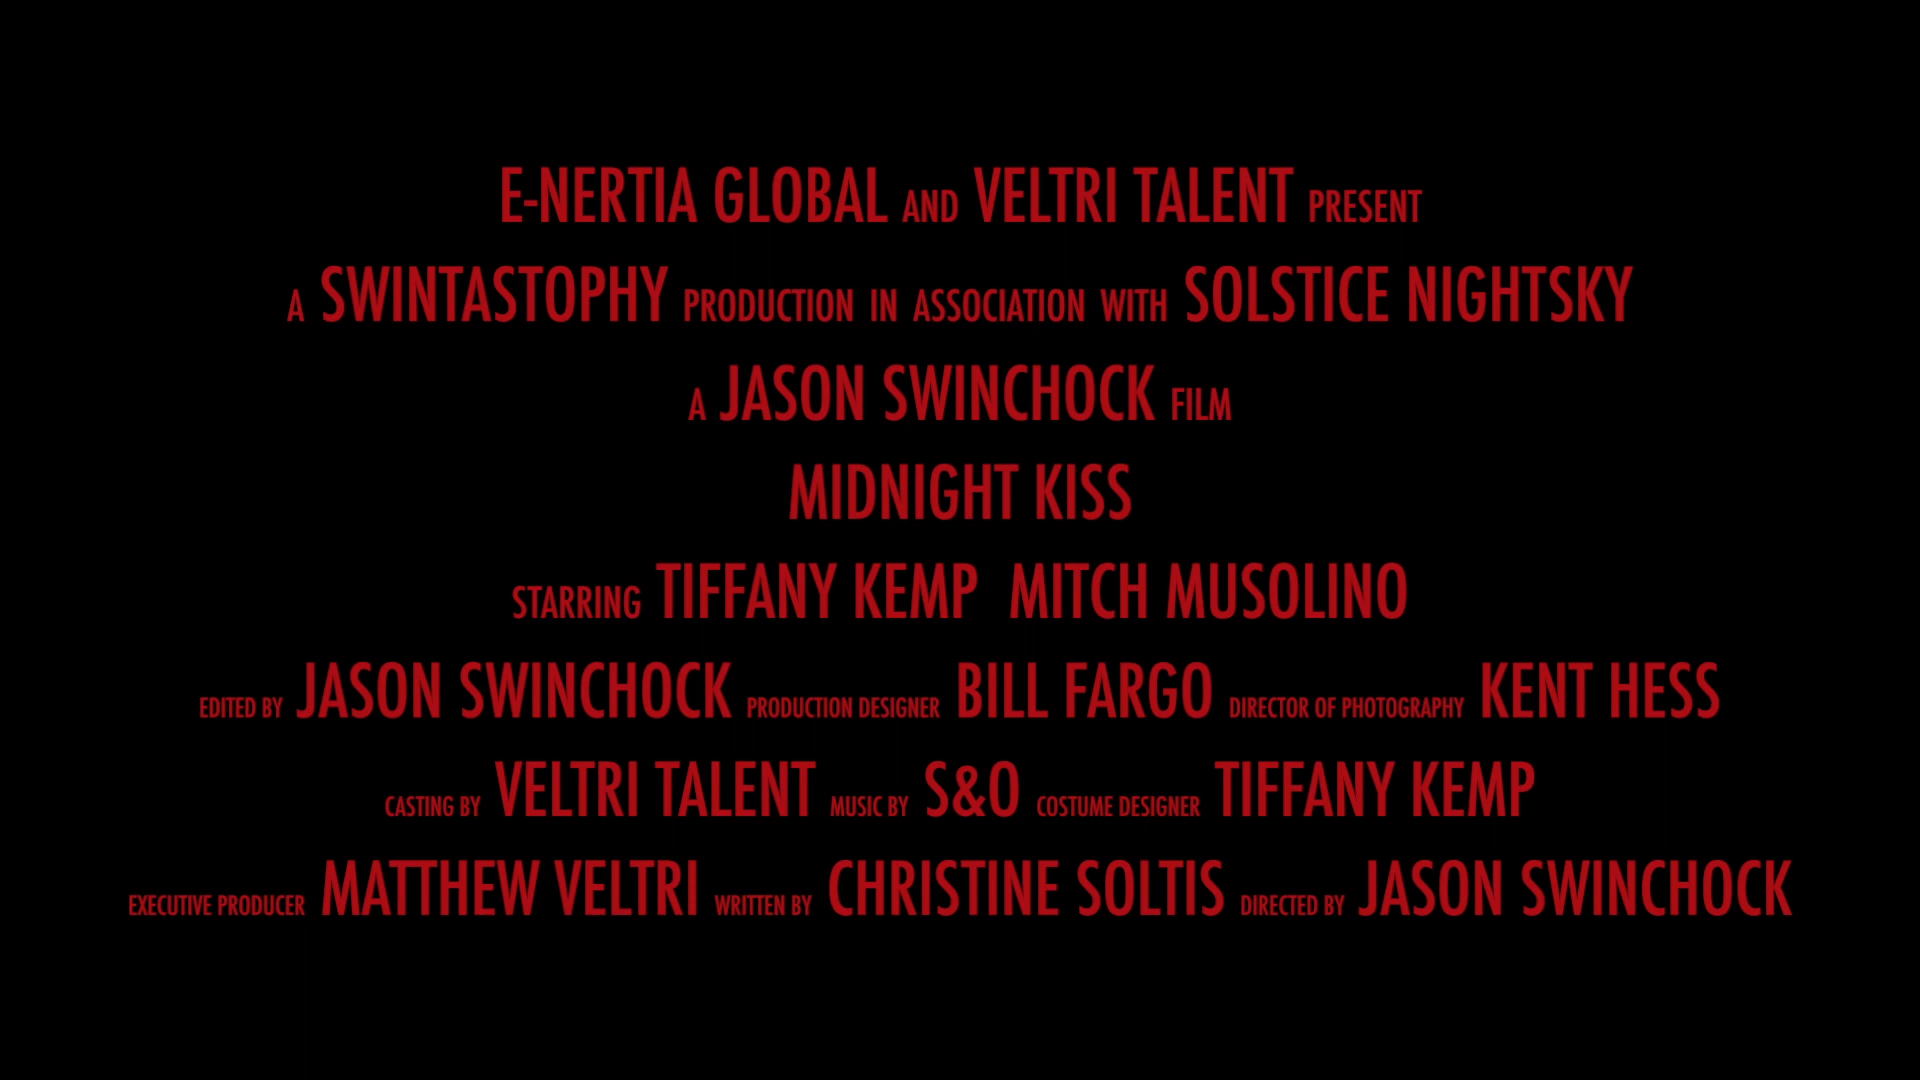 E-NERTIA GLOBAL AND VELTRI TALENT PRESENT
A SWINTASTOPHY PRODUCTION IN ASSOCIATION WITH SOLSTICE NIGHTSKY
A JASON SWINCHOCK FILM
MIDNIGHT KISS
STARRING TIFFANY KEMP MITCH MUSOLINO
EDITED BY JASON SWINCHOCK PRODUCTION DESIGNER BILL FARGO DIRECTOR OF PHOTOGRAPHY KENT HESS
CASTING BY VELTRI TALENT MUSIC BY S&O COSTUME DESIGNER TIFFANY KEMP
EXECUTIVE PRODUCER MATTHEW VELTRI WRITTEN BY CHRISTINE SOLTIS DIRECTED BY JASON SWINCHOCK